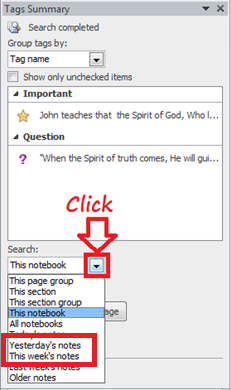 Tags Summary
Search completed
Group tags by:
Tag name
Show only unchecked items
Important
John teaches that the Spirit of God, Who l...
Question
"When the Spirit of truth comes, He will gui...
Click
Search:
This notebook
This page group
This section
This section group
This notebook
All notebooks
Today's notes
Yesterday's notes
This week's notes
Last week's notes
Older notes